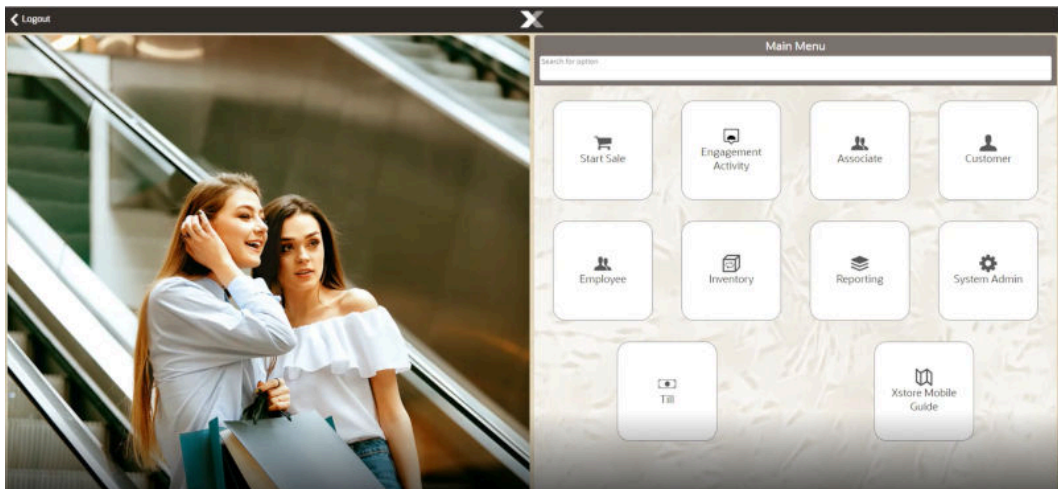 Logout
Main Menu
Search for option
Start Sale
Engagement
Activity
Associate
Customer
Employee
Inventory
Reporting
System Admin
Till
Xstore Mobile
Guide